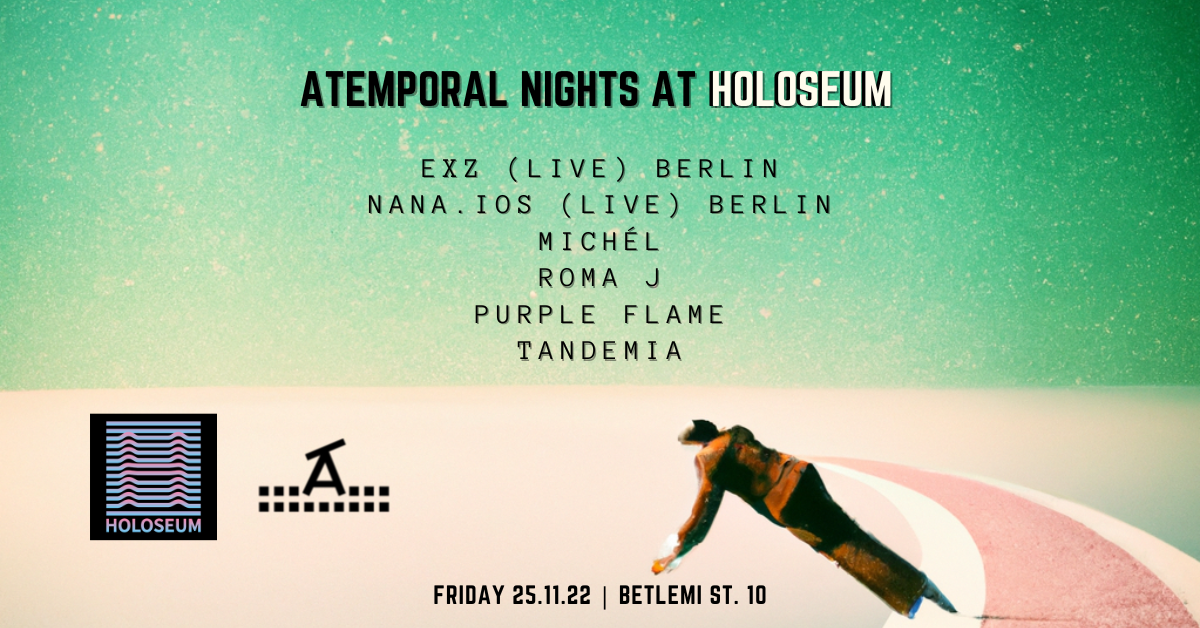 ATEMPORAL NIGHTS AT HOLOSEUM
EXZ (LIVE) BERLIN
NANA.IOS (LIVE) BERLIN
MICHÉL
ROMA J
PURPLE FLAME
TANDEMIA
HOLOSEUM
A
FRIDAY 25.11.22 | BETLEMI ST. 10